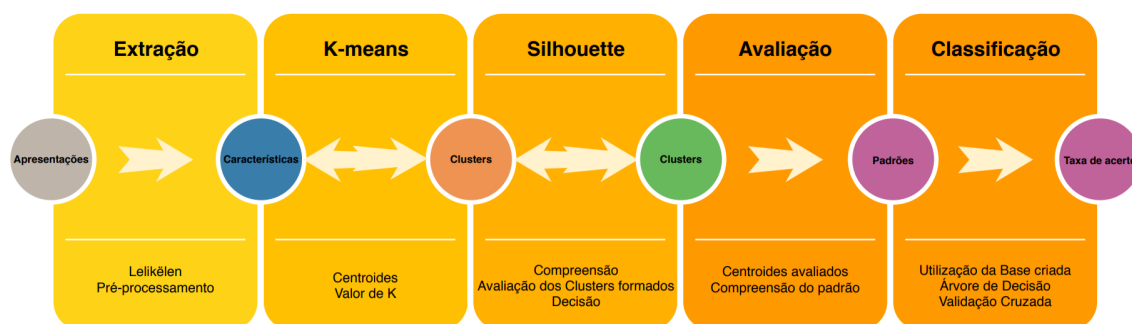 Extração
K-means
Silhouette
Avaliação
Classificação
Apresentações
Características
Clusters
Clusters
Padrões
Taxa de acerto
Lelikëlen
Pré-processamento
Centroides
Valor de K
Compreensão
Avaliação dos Clusters formados
Decisão
Centroides avaliados
Compreensão do padrão
Utilização da Base criada
Árvore de Decisão
Validação Cruzada